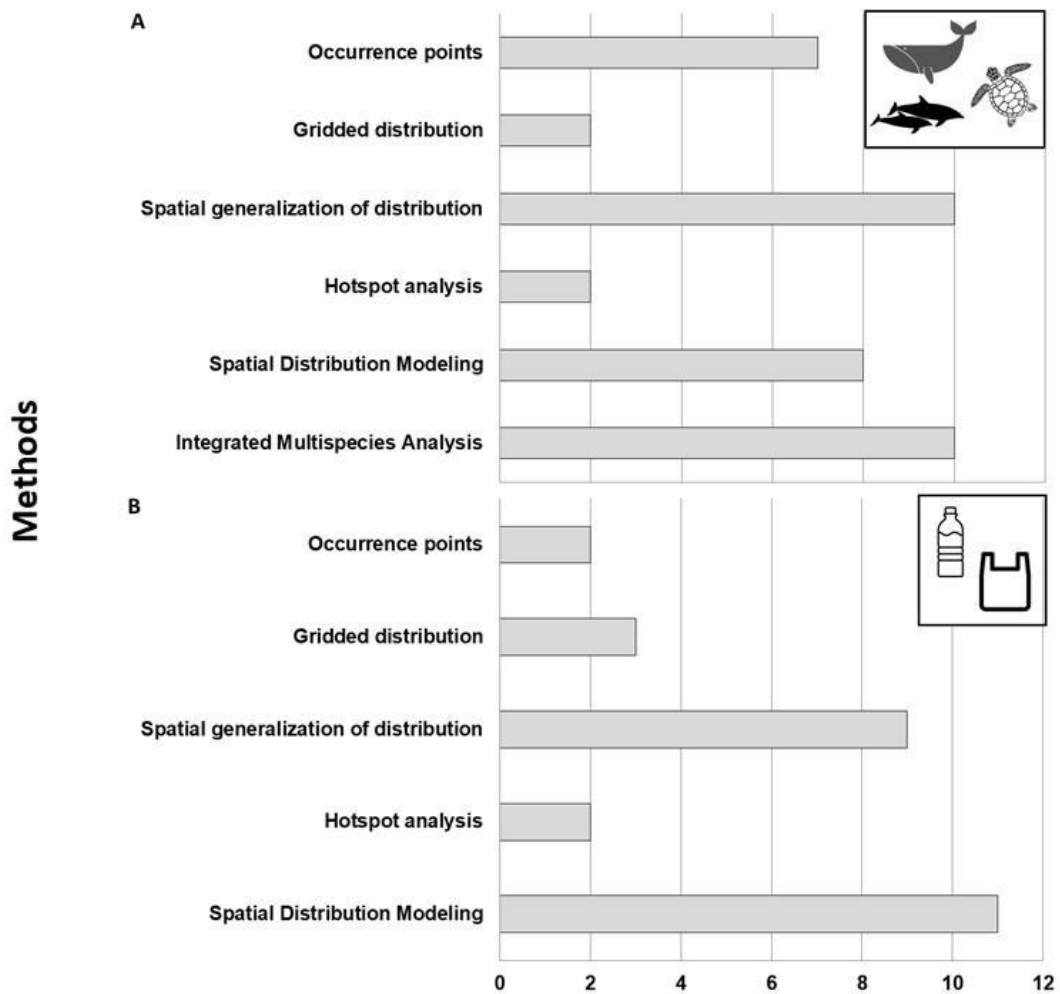 A
Occurrence points
Gridded distribution
Spatial generalization of distribution
Hotspot analysis
Spatial Distribution Modeling
Integrated Multispecies Analysis
Methods
B
Occurrence points
Gridded distribution
Spatial generalization of distribution
Hotspot analysis
Spatial Distribution Modeling
0 2 4 6 8 10 12